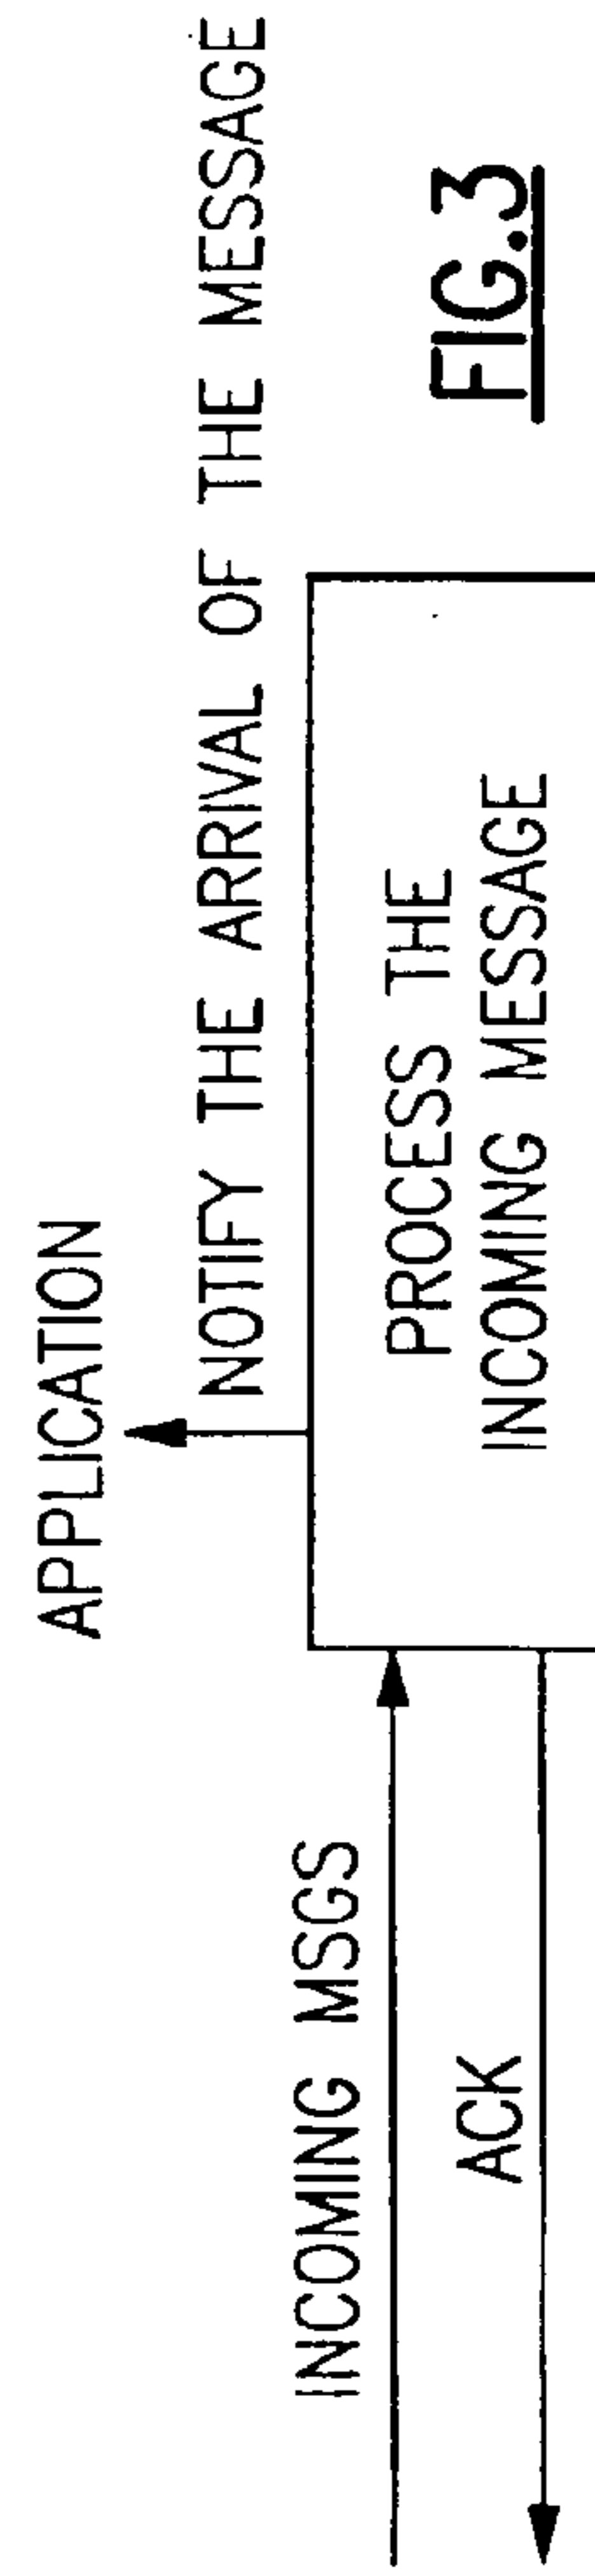 APPLICATION
NOTIFY THE ARRIVAL OF THE MESSAGE
INCOMING MSGS
ACK
PROCESS THE
INCOMING MESSAGE
FIG.3